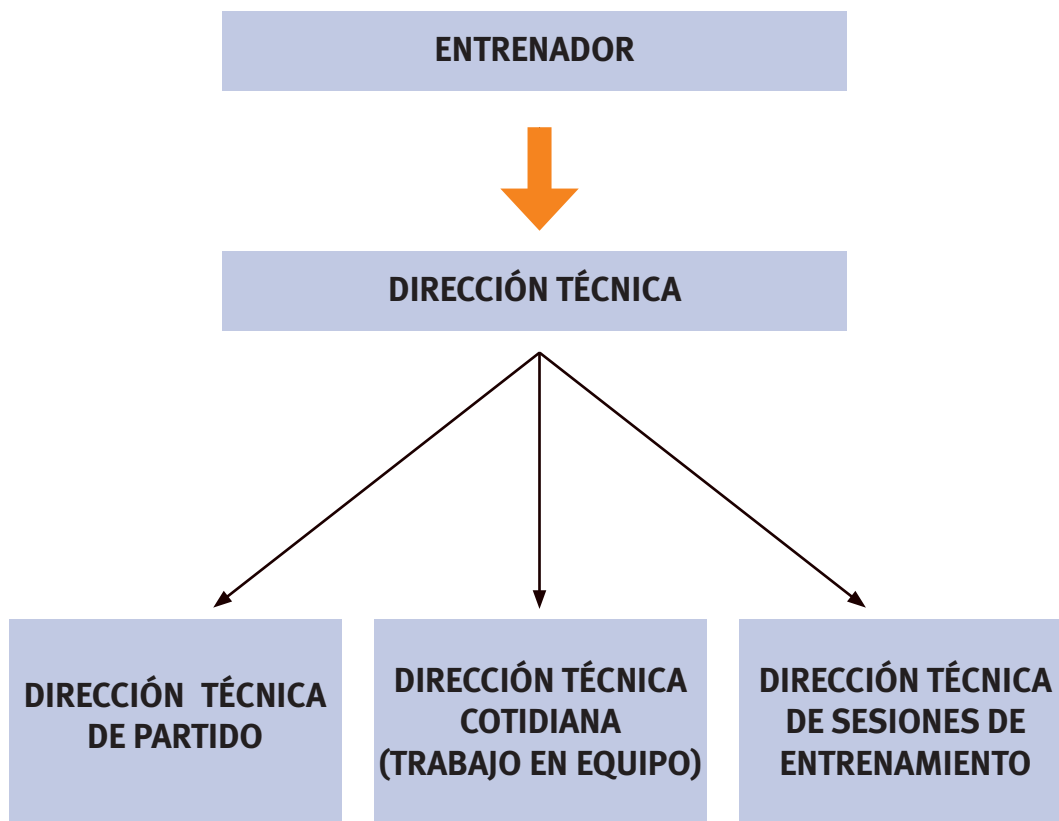 ENTRENADOR
DIRECCIÓN TÉCNICA
DIRECCIÓN TÉCNICA
DE PARTIDO
DIRECCIÓN TÉCNICA
COTIDIANA
(TRABAJO EN EQUIPO)
DIRECCIÓN TÉCNICA
DE SESIONES DE
ENTRENAMIENTO